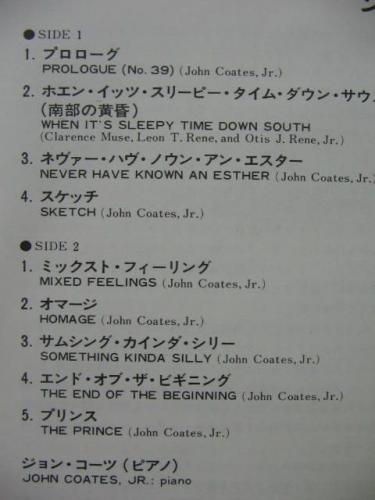 ● SIDE 1
1. プロローグ
PROLOGUE (No. 39) (John Coates, Jr.)
2. ホエン・イッツ・スリーピー・タイム・ダウン・サウ
(南部の黄昏)
WHEN IT'S SLEEPY TIME DOWN SOUTH
(Clarence Muse, Leon T. Rene, and Otis J. Rene, Jr.)
3. ネヴァー・ハヴ・ノウン・アン・エスター
NEVER HAVE KNOWN AN ESTHER (John Coates, Jr.
4. スケッチ
SKETCH (John Coates, Jr.)
● SIDE 2
1. ミックスト・フィーリング
MIXED FEELINGS (John Coates, Jr.)
2. オマージ
HOMAGE (John Coates, Jr.)
3. サムシング・カインダ・シリー
SOMETHING KINDA SILLY (John Coates, Jr.)
4. エンド・オブ・ザ・ビギニング
THE END OF THE BEGINNING (John Coates, Jr.)
5. プリンス
THE PRINCE (John Coates, Jr.)
ジョン・コーツ (ピアノ)
JOHN COATES, JR.: piano